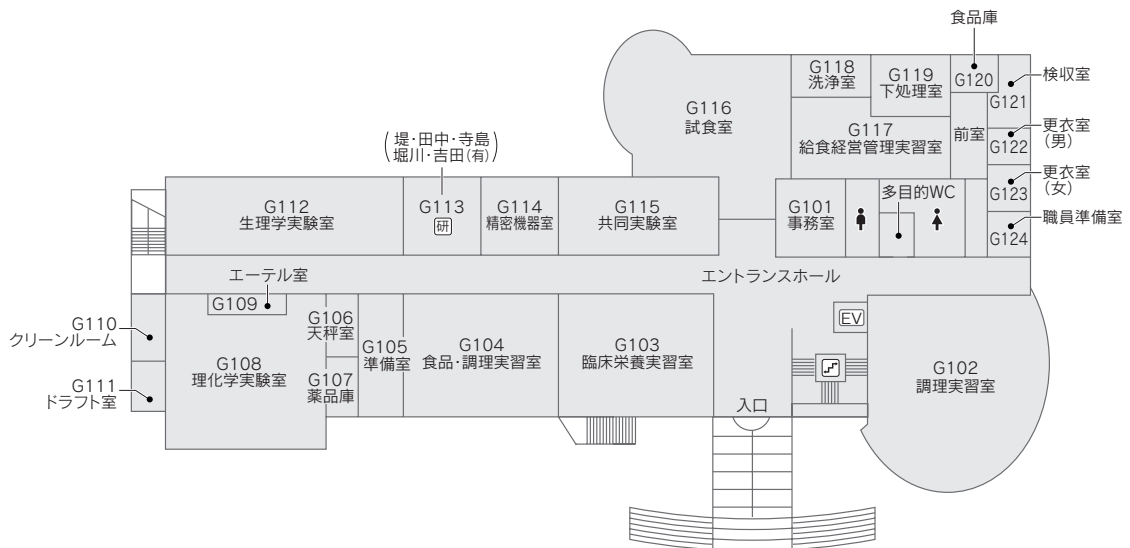 食品庫
G118
洗浄室
G119
下処理室
G120
検収室
G121
G116
試食室
G117
給食経営管理実習室
前室
更衣室
(男)
G122
堤・田中・寺島
堀川・吉田(有)
更衣室
(女)
G123
G112
生理学実験室
G113
研
G114
精密機器室
G115
共同実験室
G101
事務室
多目的WC
職員準備室
G124
エーテル室
エントランスホール
G109
G110
クリーンルーム
G106
天秤室
EV
G105
準備室
G104
食品・調理実習室
G103
臨床栄養実習室
G108
理化学実験室
G102
調理実習室
G111
ドラフト室
G107
薬品庫
入口